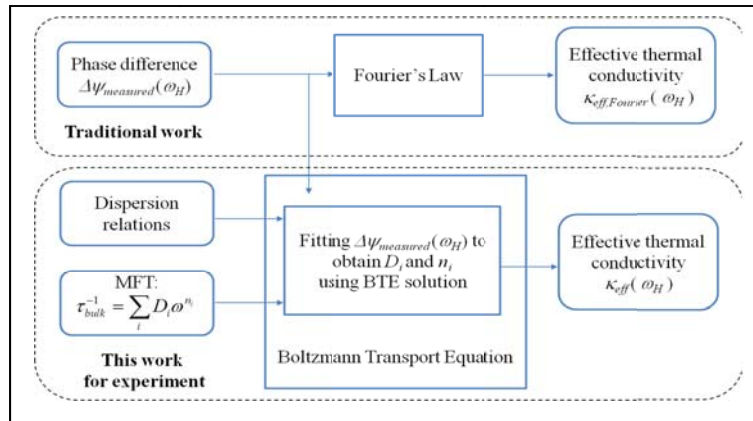 Phase difference
Δψmeasured(ωH)
Traditional work
Fourier's Law
Effective thermal
conductivity
κeff,Fourier( ωH)
Dispersion
relations
MFT:
τ⁻¹bulk = ∑i Diω^ni
This work
for experiment
Fitting Δψmeasured(ωH) to
obtain Di and ni
using BTE solution
Boltzmann Transport Equation
Effective thermal
conductivity
κeff( ωH)